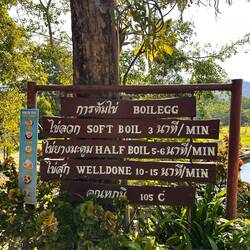 การต้มไข่ BOILEGG
ไข่ลวก SOFT BOIL 3 นาที/MIN
ไข่ยางมะตูม HALF BOIL 5-6 นาที/MIN
ไข่สุก WELLDONE 10-15 นาที/MIN
อุณหภูมิ 105 ํC